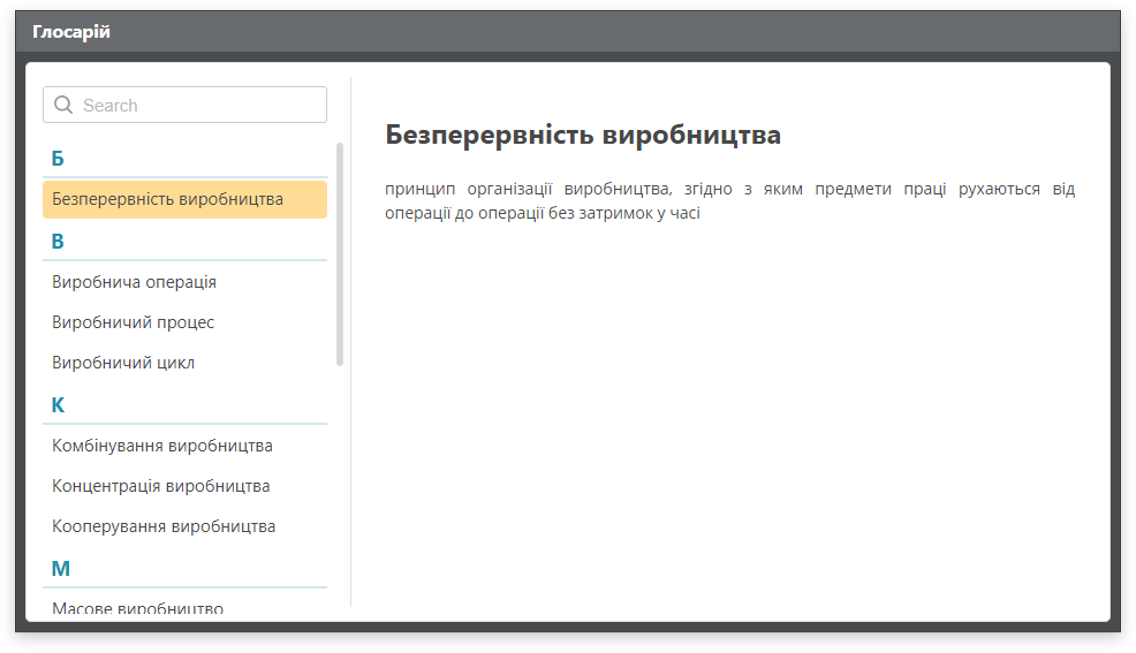 Глосарій
Search
Б
Безперервність виробництва
В
Виробнича операція
Виробничий процес
Виробничий цикл
К
Комбінування виробництва
Концентрація виробництва
Кооперування виробництва
М
Масове виробництво
Безперервність виробництва
принцип організації виробництва, згідно з яким предмети праці рухаються від
операції до операції без затримок у часі